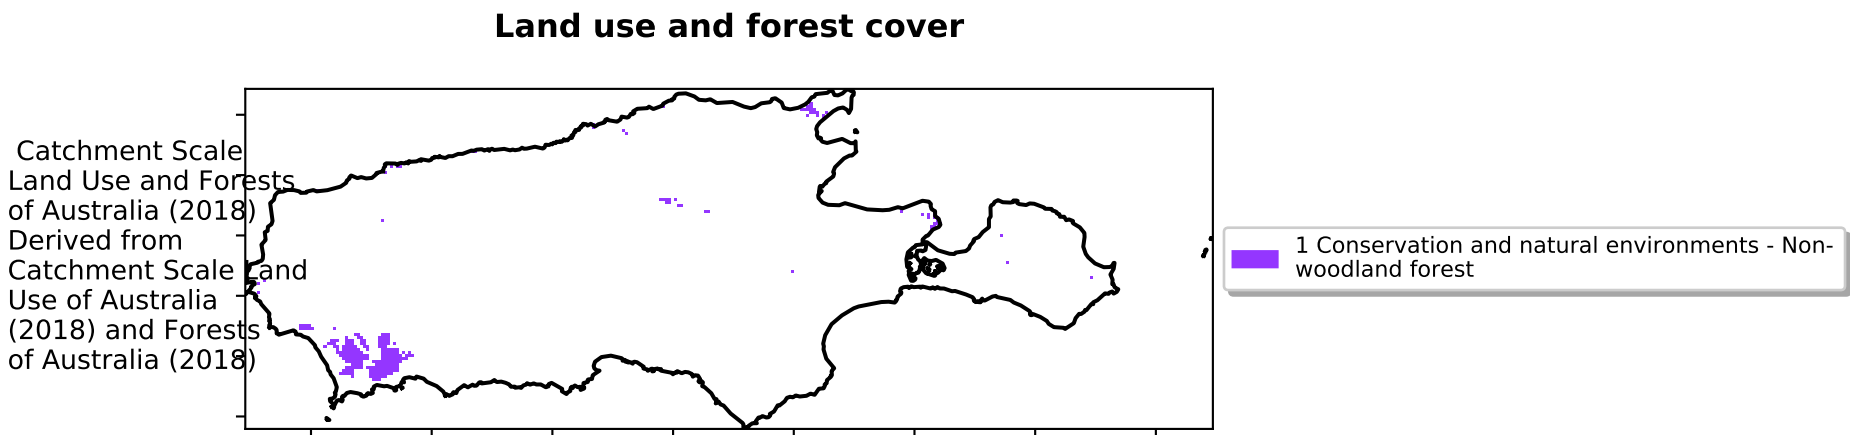 Land use and forest cover
Catchment Scale
Land Use and Forests
of Australia (2018)
Derived from
Catchment Scale Land
Use of Australia
(2018) and Forests
of Australia (2018)
1 Conservation and natural environments - Non-
woodland forest